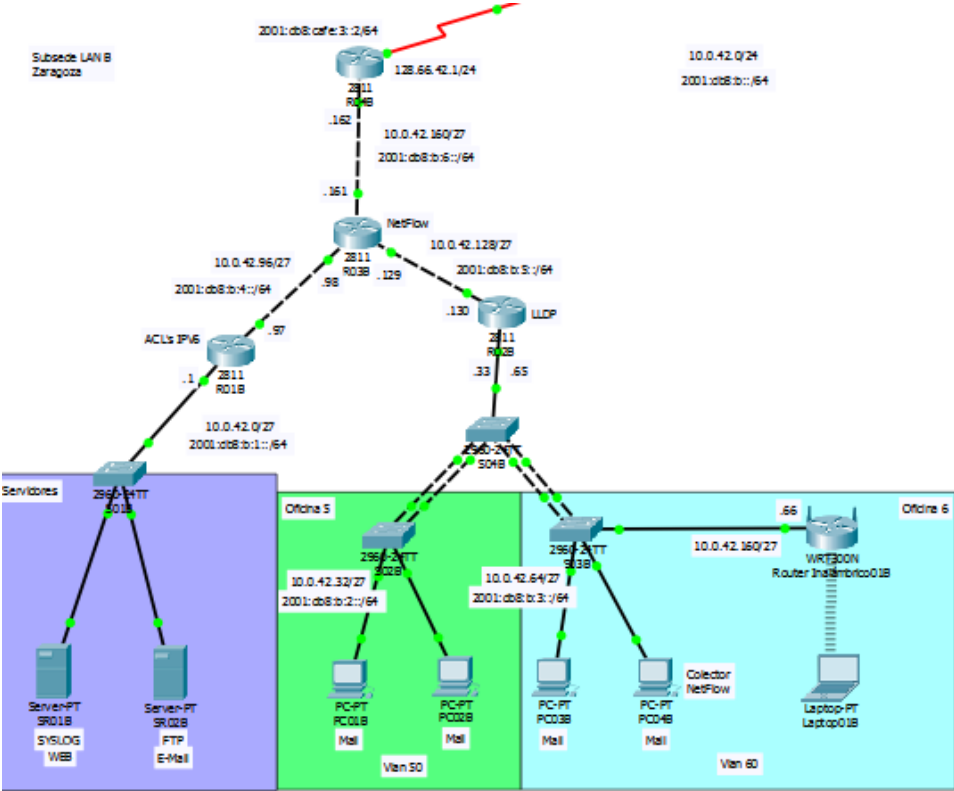 2001:db8:cafe:3::2/64
Subsede LAN B
Zaragoza
128.66.42.1/24
10.0.42.0/24
2001:db8:b::/64
2811
R04B
.162
10.0.42.160/27
2001:db8:b:6::/64
.161
NetFlow
2811
R03B
10.0.42.128/27
10.0.42.96/27
.98
.129
2001:db8:b:5::/64
2001:db8:b:4::/64
.130
LLDP
2811
R02B
ACL's IPV6
.97
2811
R01B
.1
.33
.65
10.0.42.0/27
2001:db8:b:1::/64
2960-24TT
S04B
2960-24TT
S01B
Servidores
Oficina 5
Oficina 6
2960-24TT
S02B
2960-24TT
S03B
.66
10.0.42.160/27
WRT300N
Router Inalámbrico01B
10.0.42.32/27
2001:db8:b:2::/64
10.0.42.64/27
2001:db8:b:3::/64
Colector
NetFlow
Server-PT
SR01B
SYSLOG
WEB
Server-PT
SR02B
FTP
E-Mail
PC-PT
PC01B
Mail
PC-PT
PC02B
Mail
PC-PT
PC03B
Mail
PC-PT
PC04B
Mail
Laptop-PT
Laptop01B
Vlan 50
Vlan 60